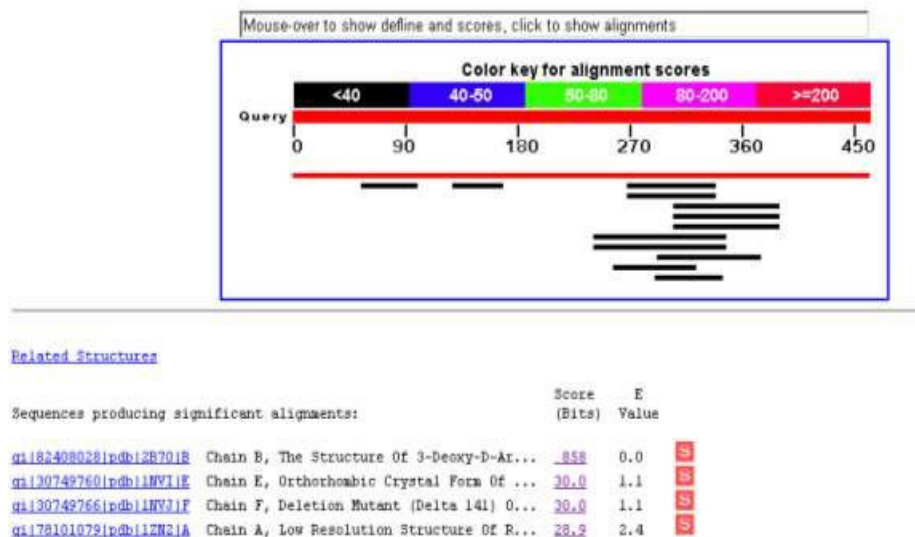 Mouse-over to show defline and scores, click to show alignments
Color key for alignment scores
<40 40-50 50-80 80-200 >=200
Query
0 90 180 270 360 450
Related Structures
Score E
Sequences producing significant alignments: (Bits) Value
gi|82408028|pdb|2B70|B Chain B, The Structure Of 3-Deoxy-D-Ar... 858 0.0 S
gi|30749760|pdb|1NVI|E Chain E, Orthorhombic Crystal Form Of ... 30.0 1.1 S
gi|30749766|pdb|1NVJ|F Chain F, Deletion Mutant (Delta 141) O... 30.0 1.1 S
gi|78101079|pdb|1ZN2|A Chain A, Low Resolution Structure Of R... 28.9 2.4 S